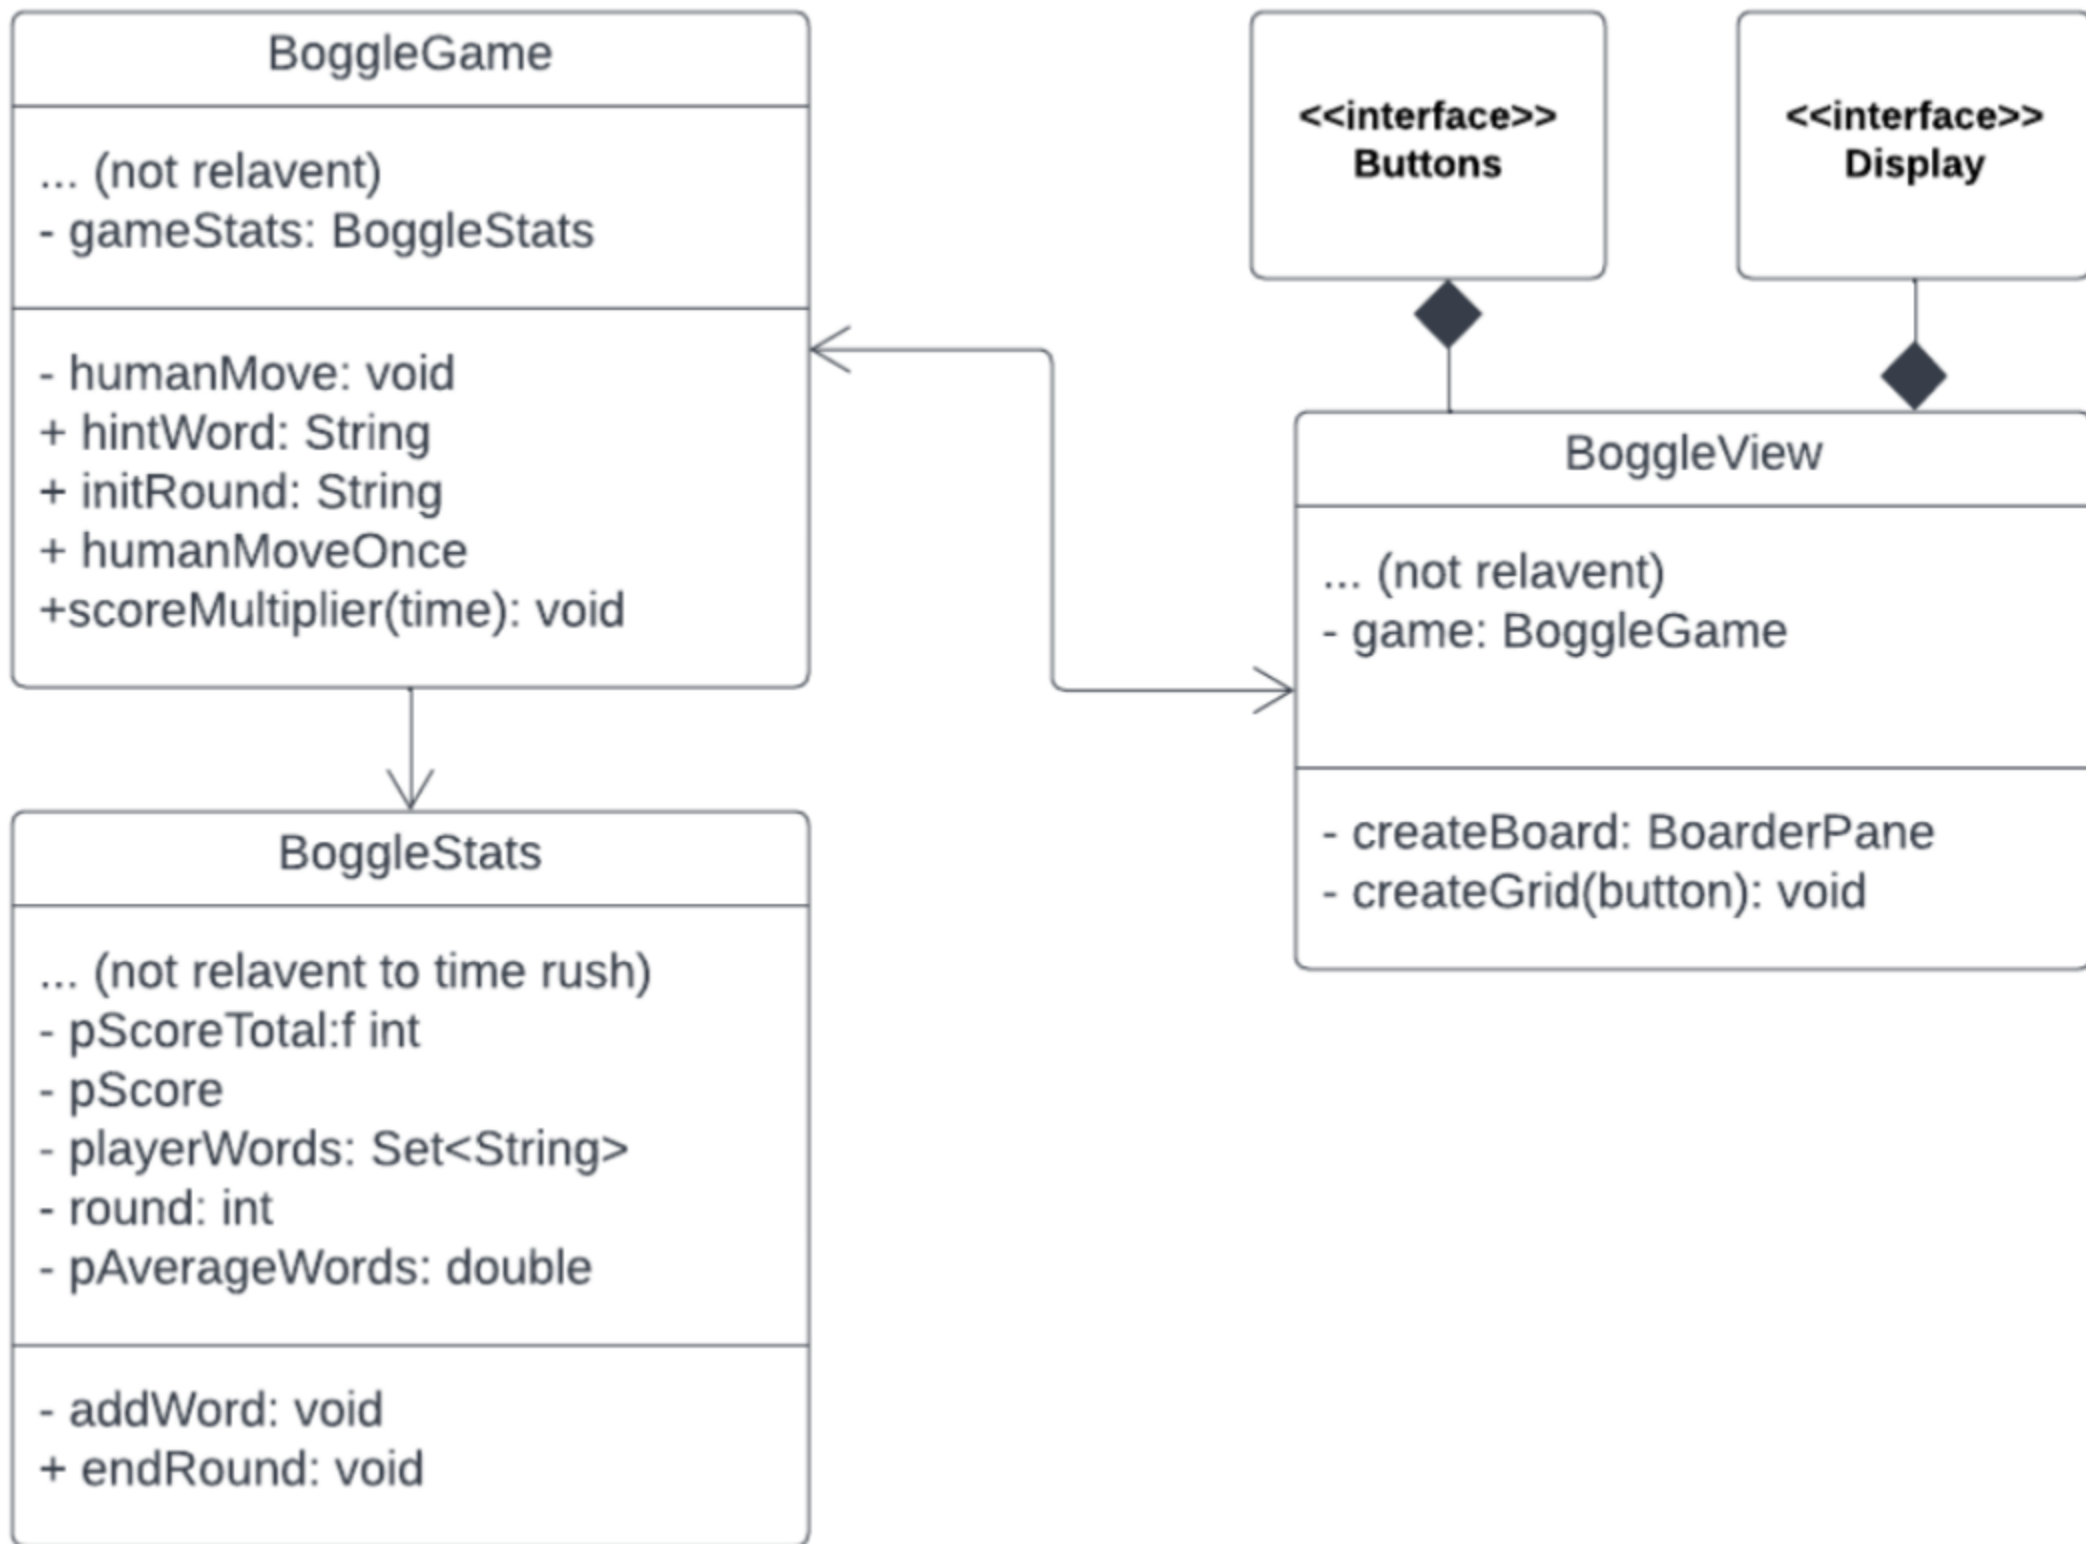 BoggleGame
... (not relavent)
- gameStats: BoggleStats
- humanMove: void
+ hintWord: String
+ initRound: String
+ humanMoveOnce
+scoreMultiplier(time): void
BoggleStats
... (not relavent to time rush)
- pScoreTotal:f int
- pScore
- playerWords: Set<String>
- round: int
- pAverageWords: double
- addWord: void
+ endRound: void
<<interface>>
Buttons
<<interface>>
Display
BoggleView
... (not relavent)
- game: BoggleGame
- createBoard: BoarderPane
- createGrid(button): void